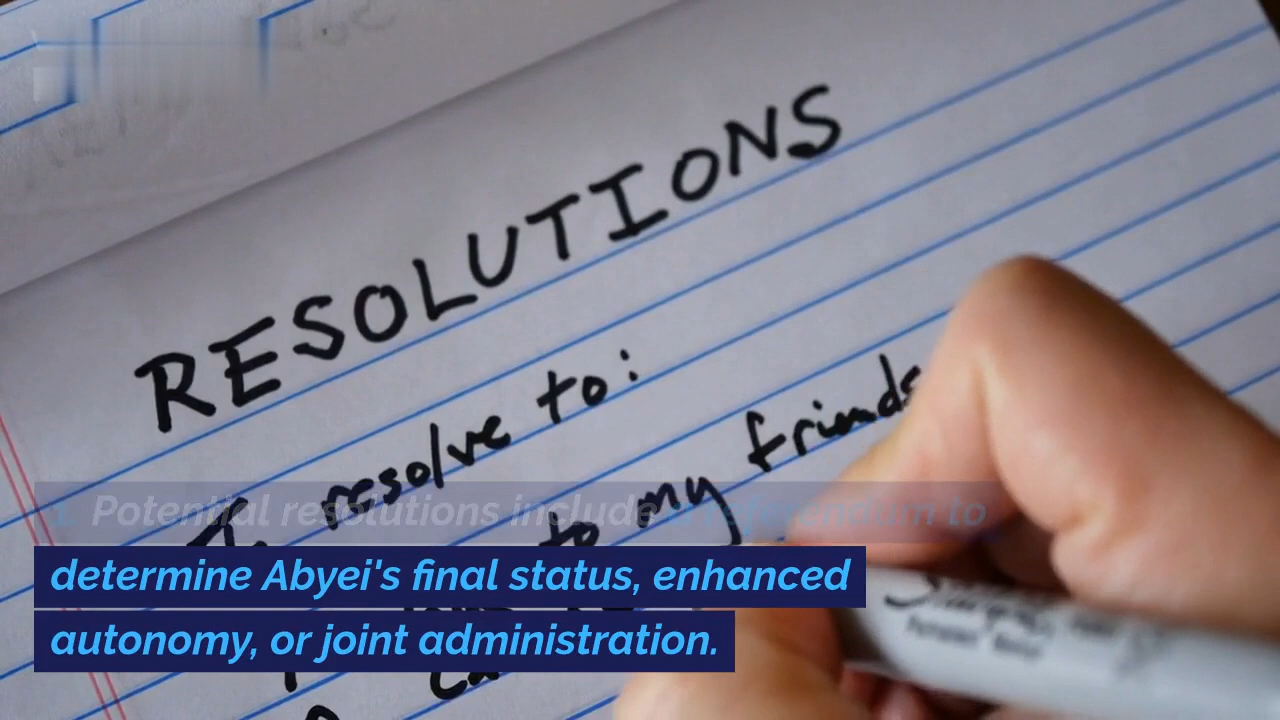 RESOLUTIONS
I resolve to:
to my friends
Potential resolutions include a referendum to
determine Abyei's final status, enhanced
autonomy, or joint administration.